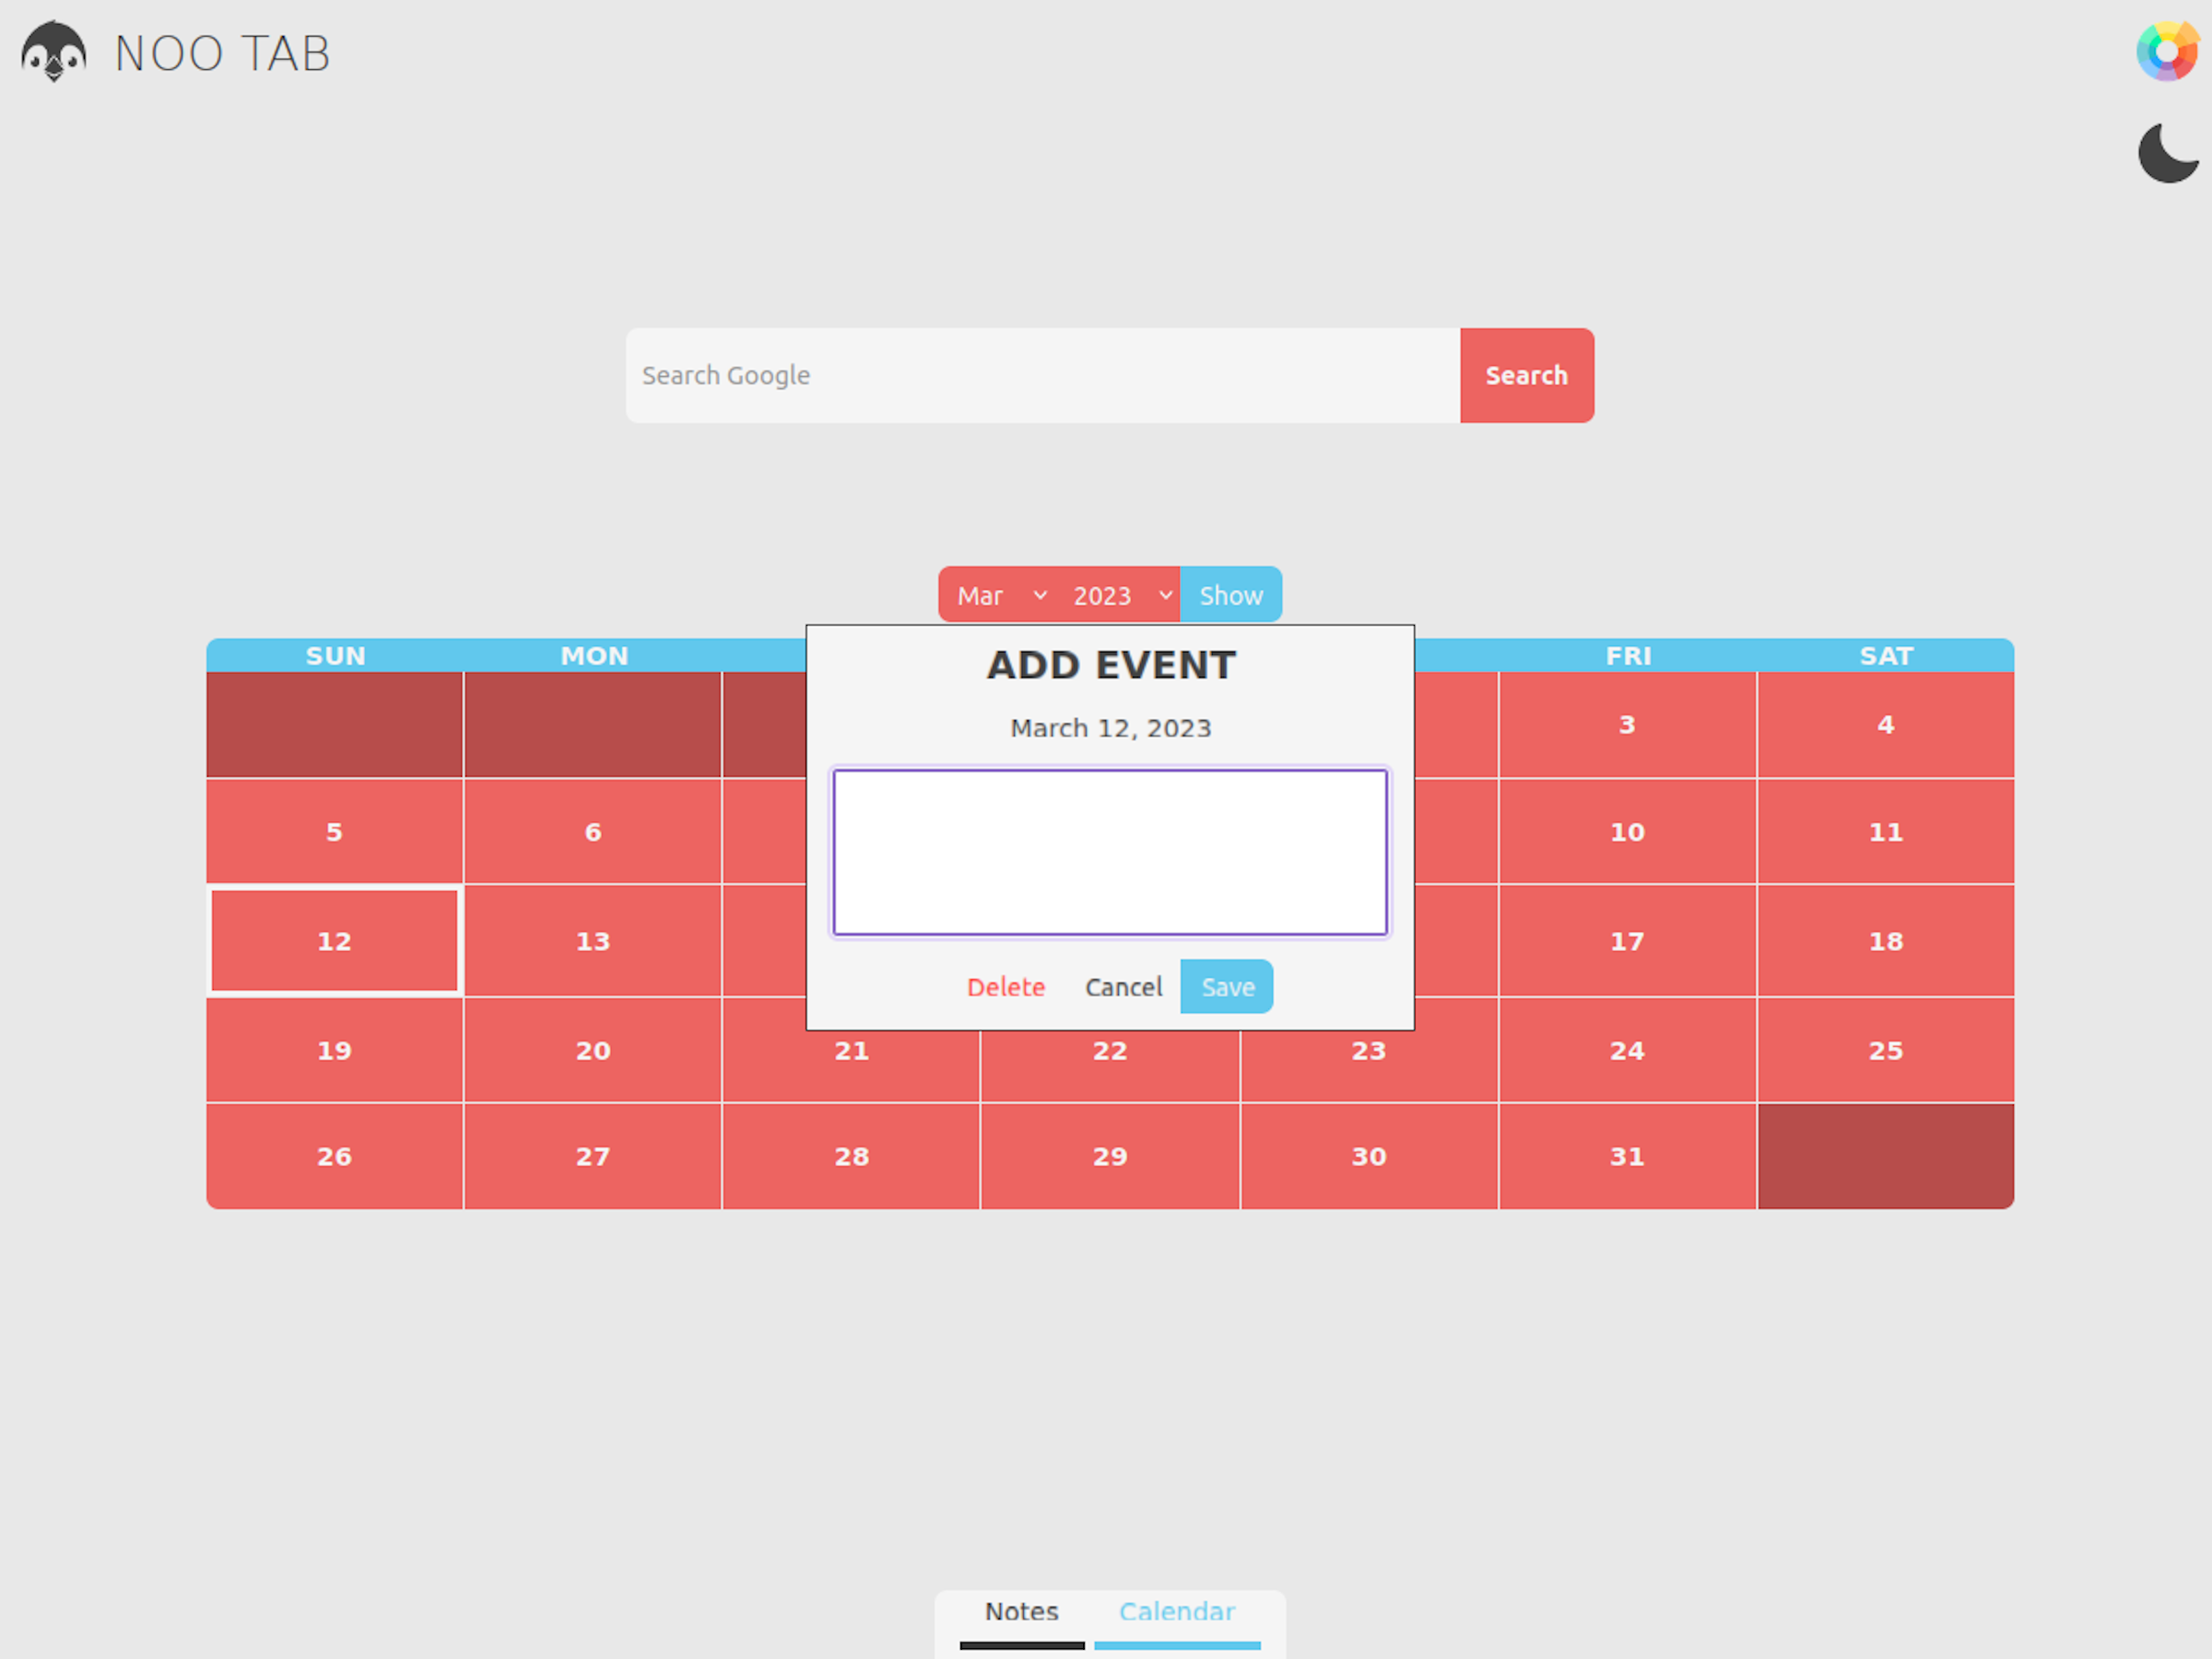 NOO TAB
Search Google Search
Mar 2023 Show
SUN MON FRI SAT
ADD EVENT
March 12, 2023
3 4
5 6 10 11
12 13 17 18
Delete Cancel Save
19 20 21 22 23 24 25
26 27 28 29 30 31
Notes Calendar